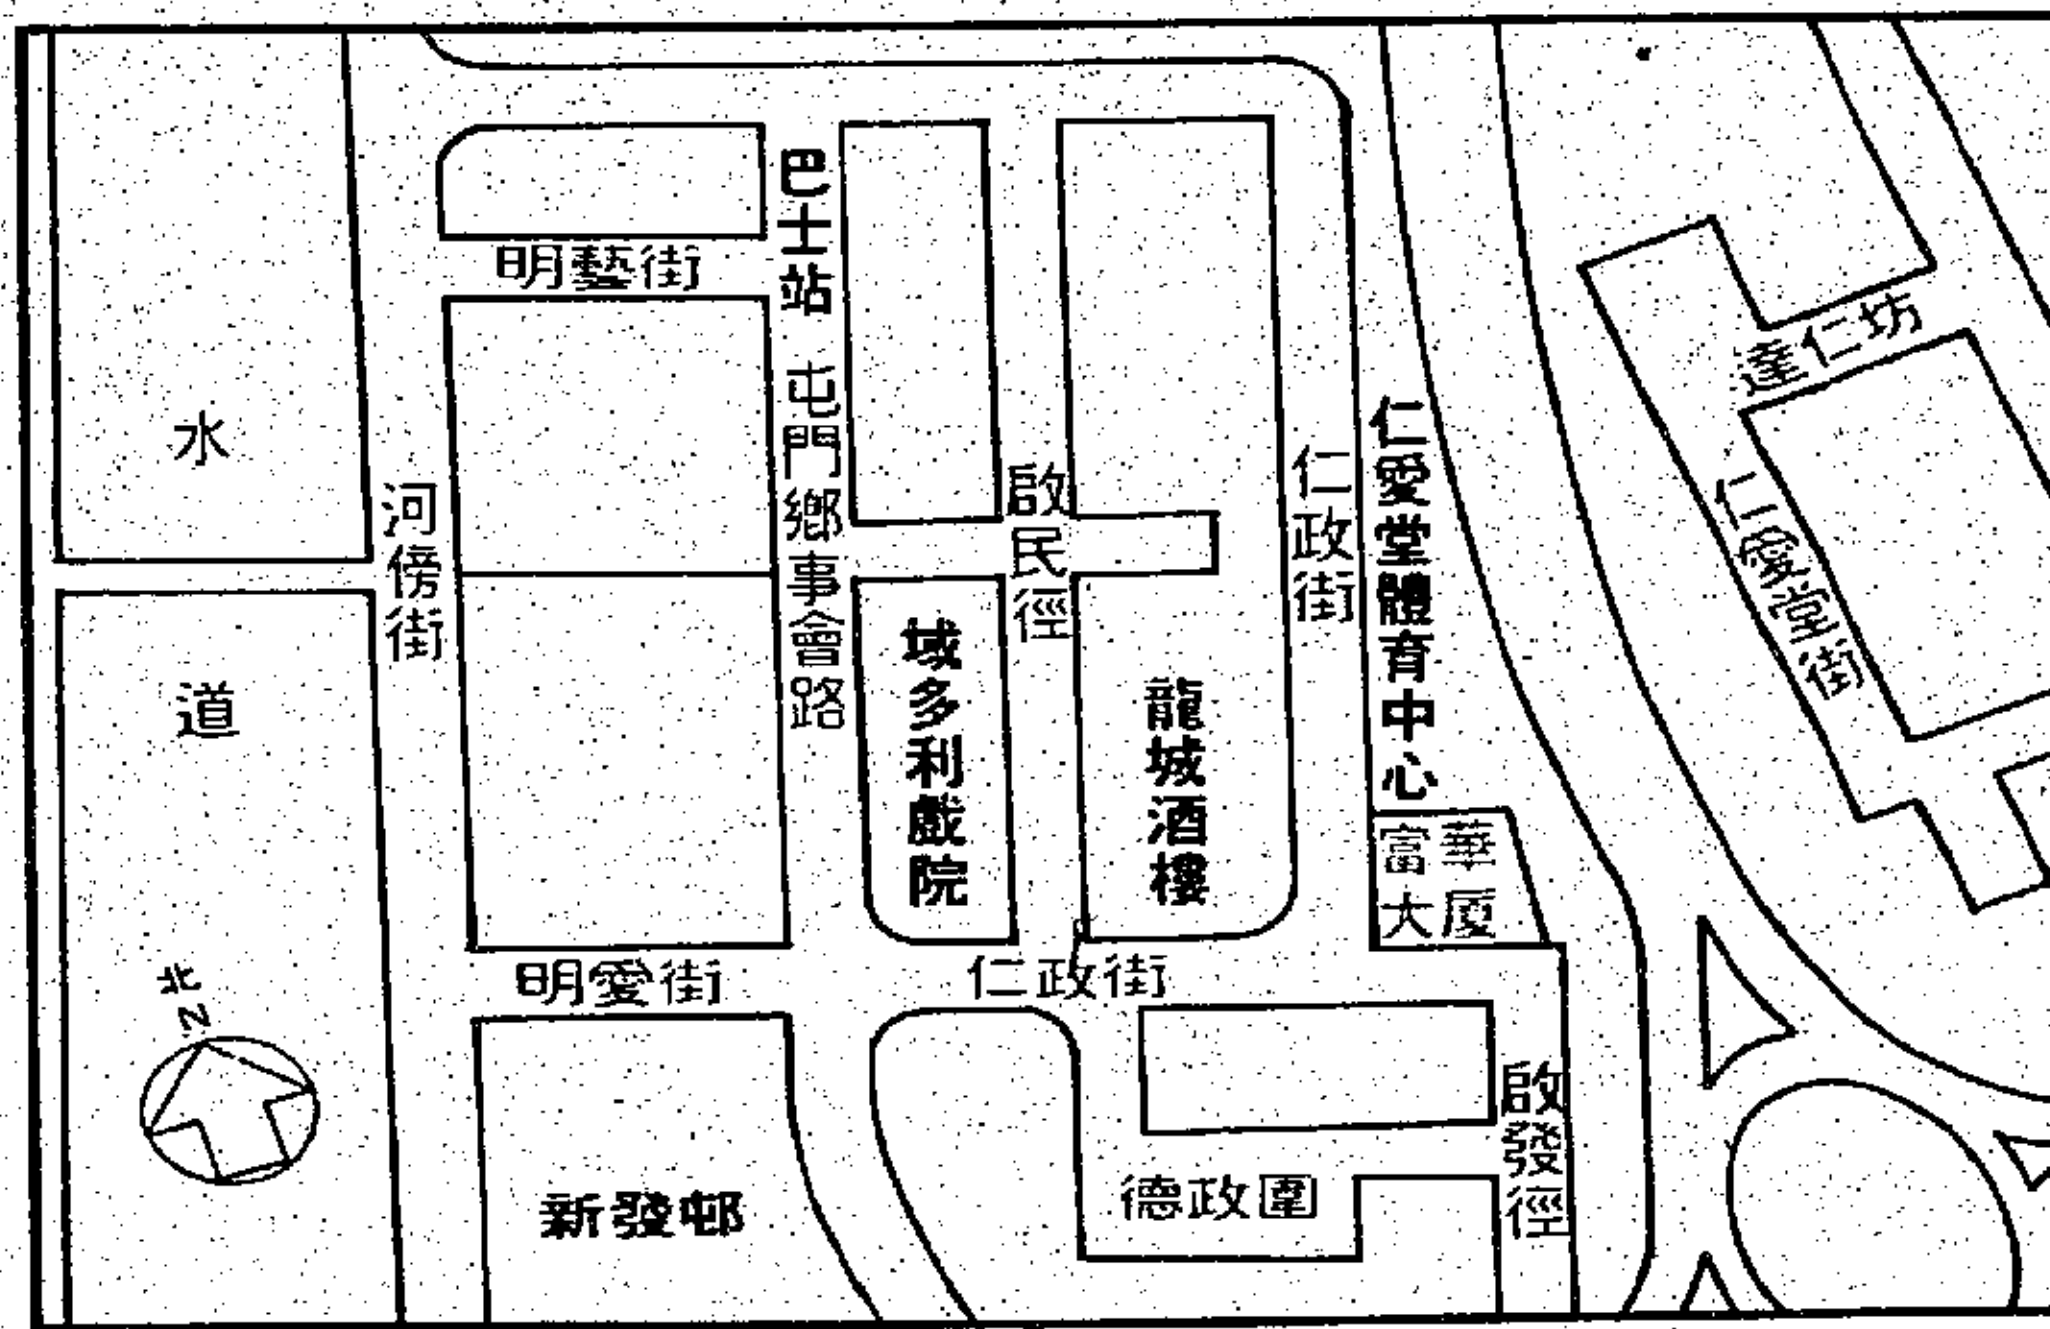 巴士站
明藝街
屯門鄉事會路
達仁坊
水
道
河傍街
啟民徑
仁政街
仁愛堂體育中心
仁愛堂街
域多利戲院
龍城酒樓
富華
大厦
明愛街
仁政街
北
N
啟發徑
德政圍
新發邨